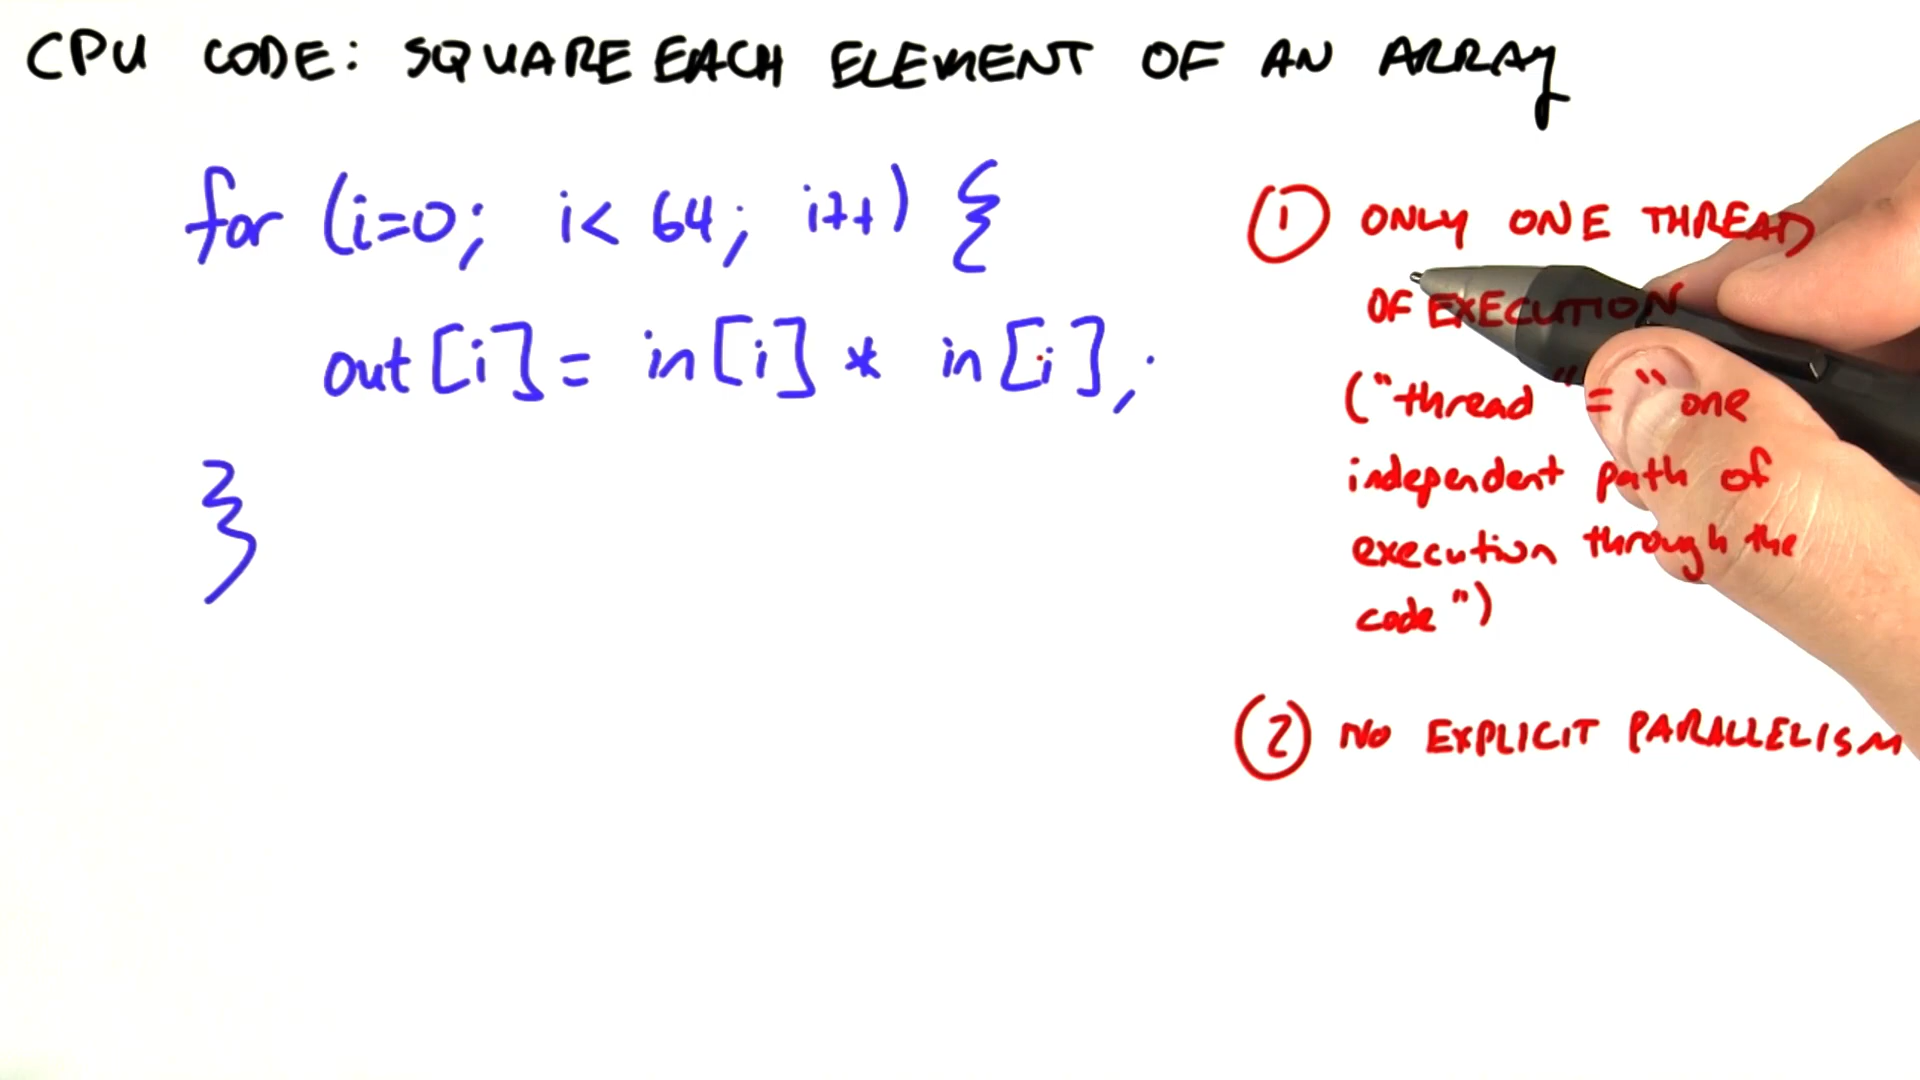 CPU CODE: SQUARE EACH ELEMENT OF AN ARRAY
for (i=0; i< 64; i++) {
out[i] = in[i] * in[i];
}
① ONLY ONE THREAD
OF EXECUTION
("thread" = "one
independent path of
execution through the
code")
② NO EXPLICIT PARALLELISM